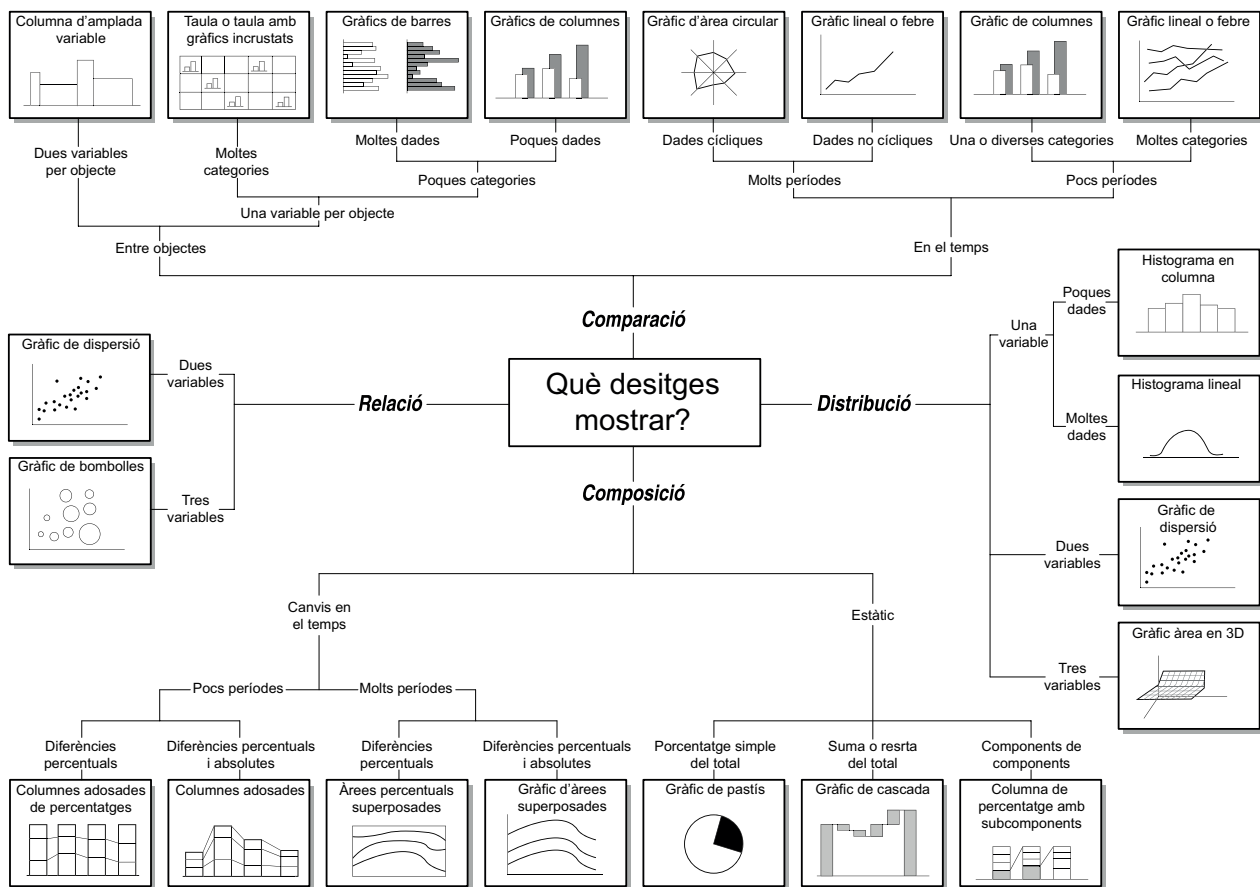 Columna d'amplada
variable
Taula o taula amb
gràfics incrustats
Gràfics de barres
Gràfics de columnes
Gràfic d'àrea circular
Gràfic lineal o febre
Gràfic de columnes
Gràfic lineal o febre
Dues variables
per objecte
Moltes
categories
Moltes dades
Poques dades
Dades cícliques
Dades no cícliques
Una o diverses categories
Moltes categories
Poques categories
Molts períodes
Pocs períodes
Una variable per objecte
Entre objectes
En el temps
Comparació
Què desitges
mostrar?
Relació
Distribució
Composició
Gràfic de dispersió
Dues
variables
Gràfic de bombolles
Tres
variables
Una
variable
Poques
dades
Histograma en
columna
Moltes
dades
Histograma lineal
Dues
variables
Gràfic de
dispersió
Tres
variables
Gràfic àrea en 3D
Canvis en
el temps
Estàtic
Pocs períodes
Molts períodes
Diferències
percentuals
Diferències percentuals
i absolutes
Diferències
percentuals
Diferències percentuals
i absolutes
Porcentatge simple
del total
Suma o resrta
del total
Components de
components
Columnes adosades
de percentatges
Columnes adosades
Àrees percentuals
superposades
Gràfic d'àrees
superposades
Gràfic de pastís
Gràfic de cascada
Columna de
percentatge amb
subcomponents